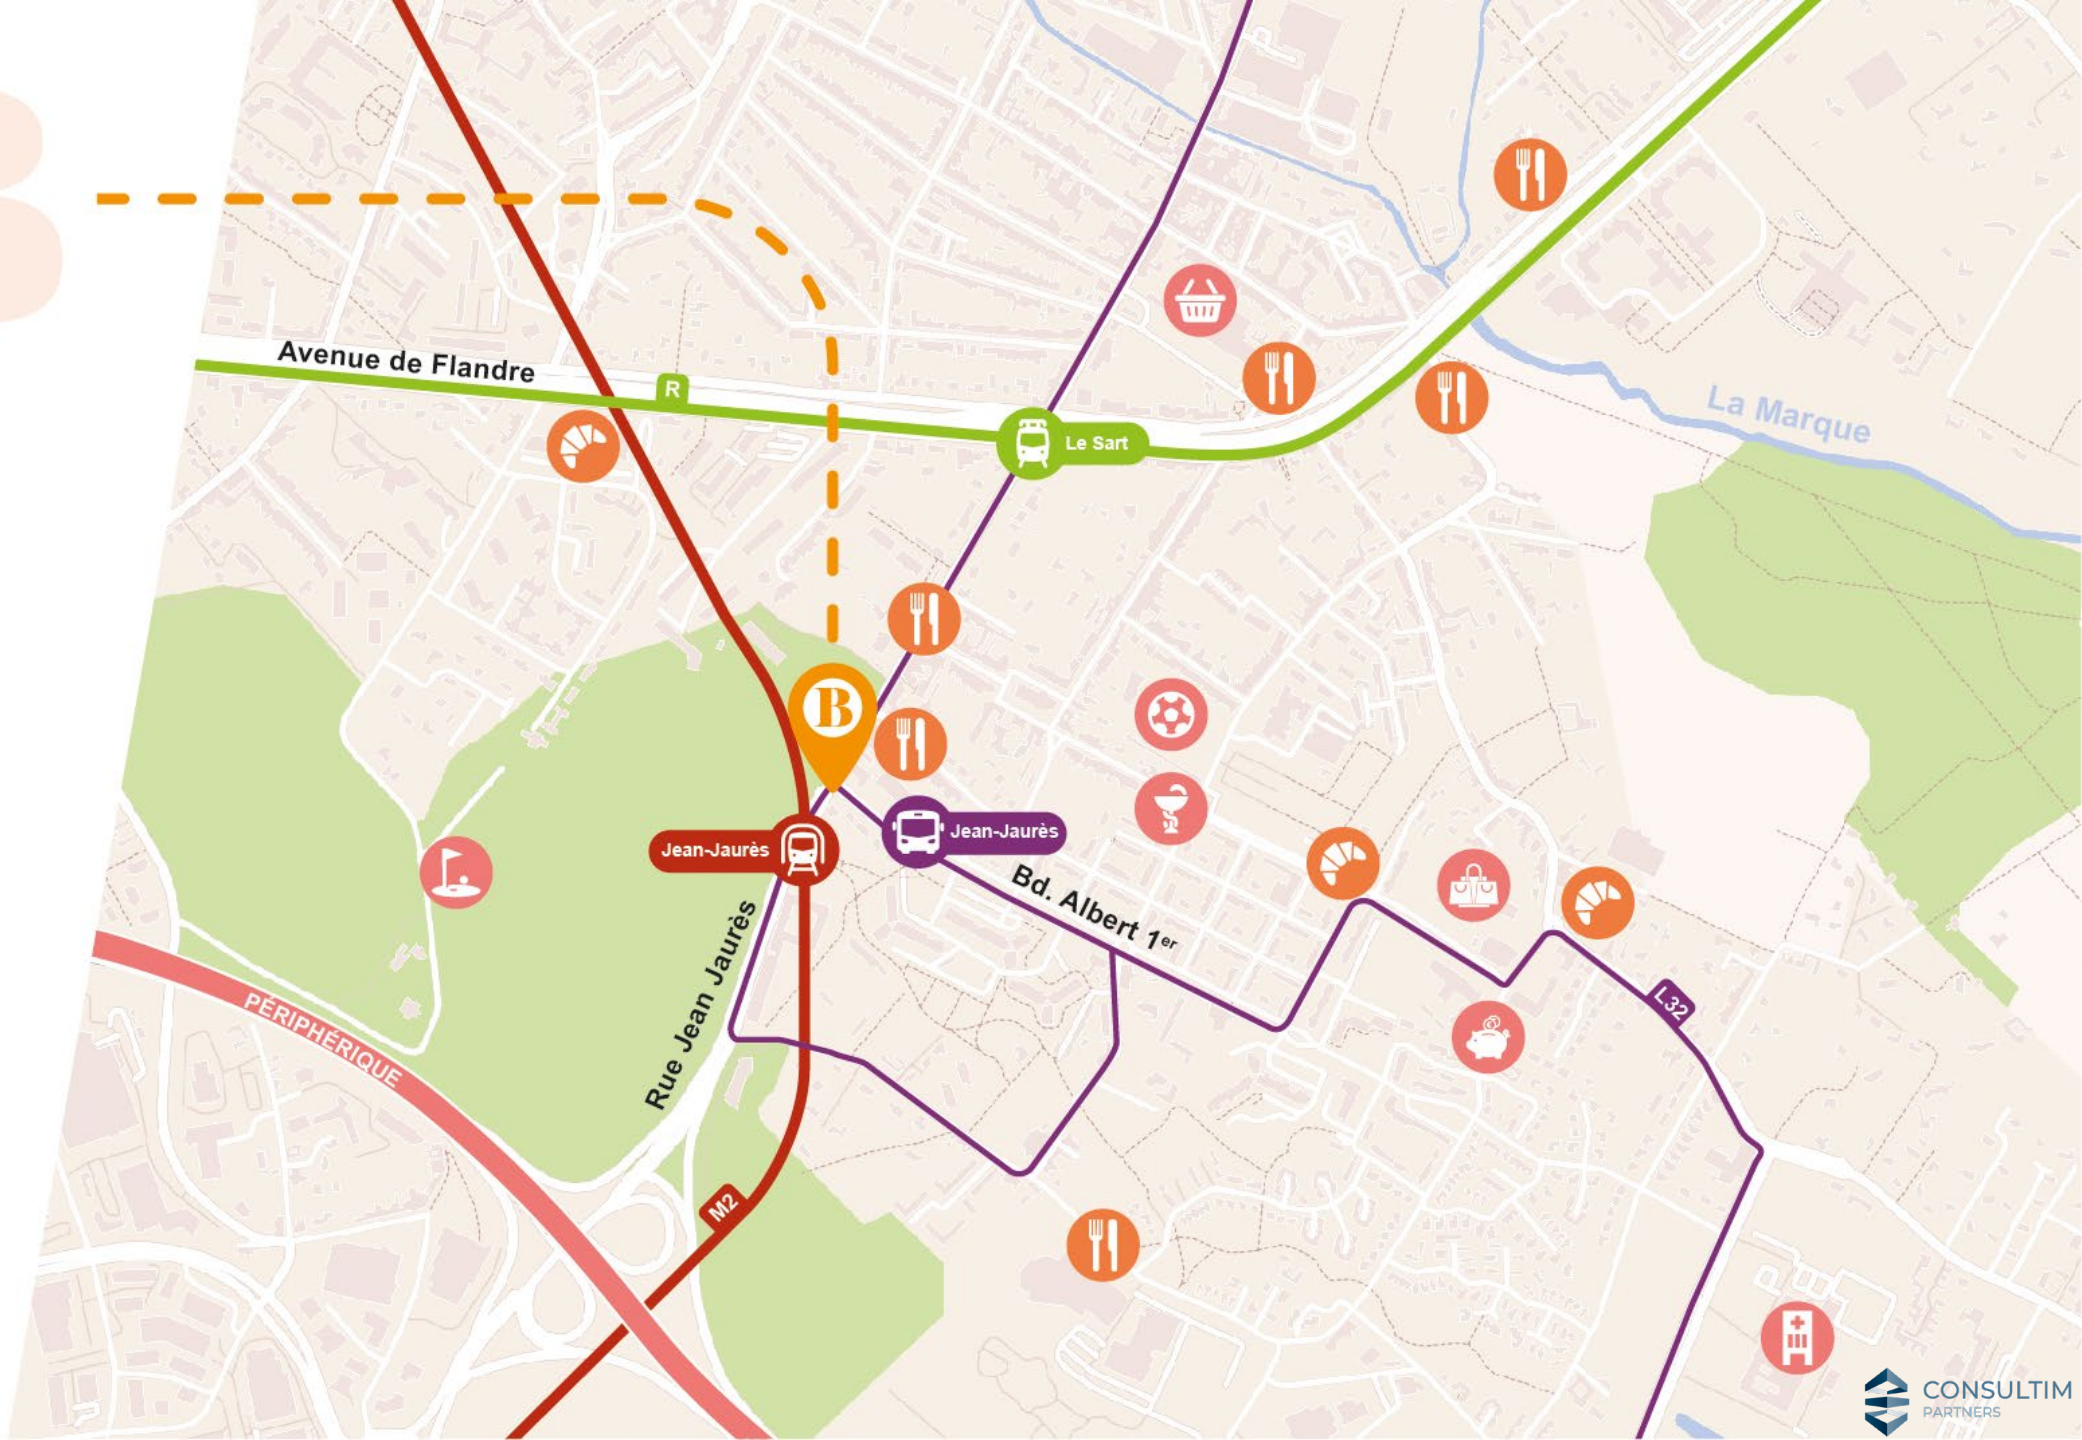 Avenue de Flandre
R
Le Sart
La Marque
B
Jean-Jaurès
Jean-Jaurès
Bd. Albert 1er
Rue Jean Jaurès
PÉRIPHÉRIQUE
L32
M2
CONSULTIM
PARTNERS